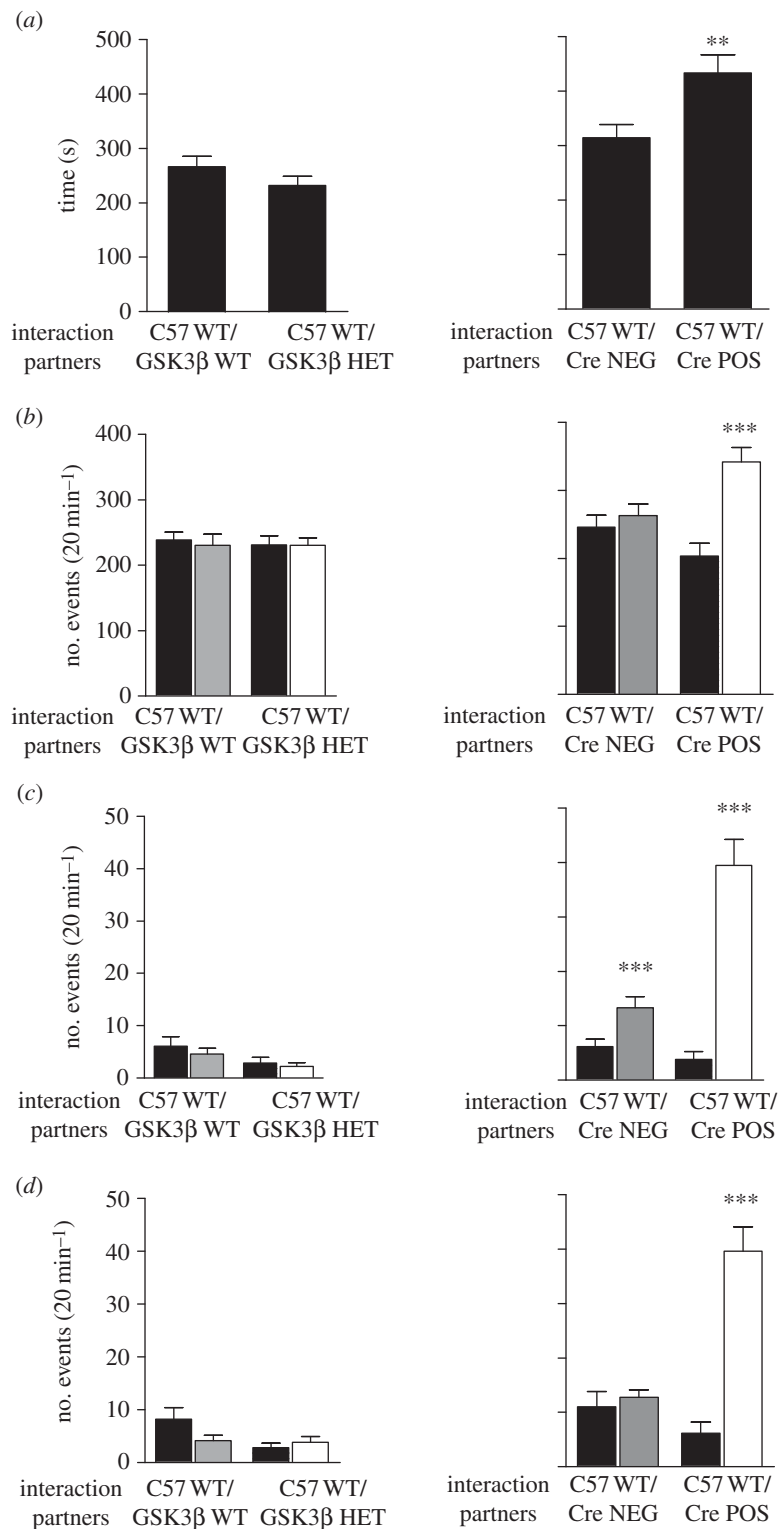 (a)
500
400
300
200
100
0
time (s)
**
interaction partners
C57 WT/ GSK3β WT
C57 WT/ GSK3β HET
interaction partners
C57 WT/ Cre NEG
C57 WT/ Cre POS
(b)
400
300
200
100
0
no. events (20 min⁻¹)
***
interaction partners
C57 WT/ GSK3β WT
C57 WT/ GSK3β HET
interaction partners
C57 WT/ Cre NEG
C57 WT/ Cre POS
(c)
50
40
30
20
10
0
no. events (20 min⁻¹)
***
***
interaction partners
C57 WT/ GSK3β WT
C57 WT/ GSK3β HET
interaction partners
C57 WT/ Cre NEG
C57 WT/ Cre POS
(d)
50
40
30
20
10
0
no. events (20 min⁻¹)
***
interaction partners
C57 WT/ GSK3β WT
C57 WT/ GSK3β HET
interaction partners
C57 WT/ Cre NEG
C57 WT/ Cre POS